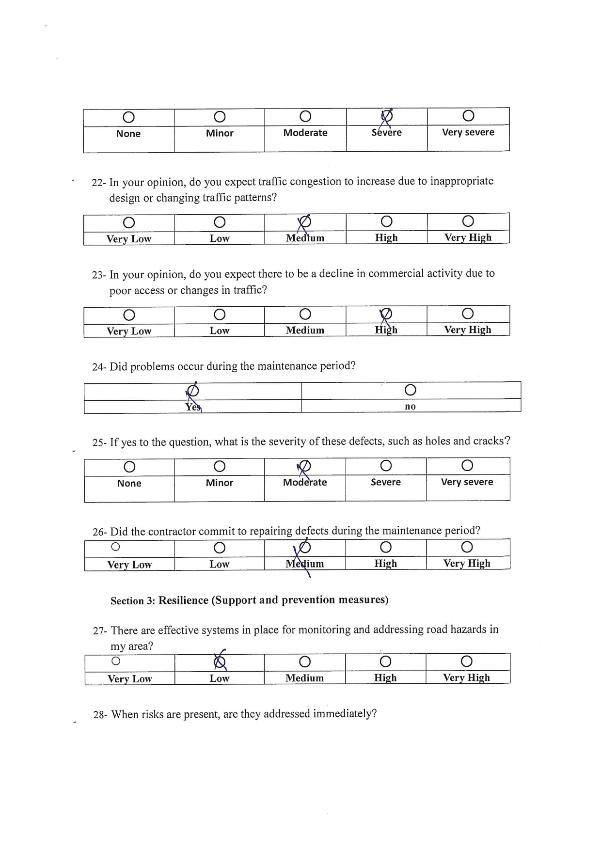 None Minor Moderate Severe Very severe
22- In your opinion, do you expect traffic congestion to increase due to inappropriate
design or changing traffic patterns?
Very Low Low Medium High Very High
23- In your opinion, do you expect there to be a decline in commercial activity due to
poor access or changes in traffic?
Very Low Low Medium High Very High
24- Did problems occur during the maintenance period?
Yes no
25- If yes to the question, what is the severity of these defects, such as holes and cracks?
None Minor Moderate Severe Very severe
26- Did the contractor commit to repairing defects during the maintenance period?
Very Low Low Medium High Very High
Section 3: Resilience (Support and prevention measures)
27- There are effective systems in place for monitoring and addressing road hazards in
my area?
Very Low Low Medium High Very High
28- When risks are present, are they addressed immediately?